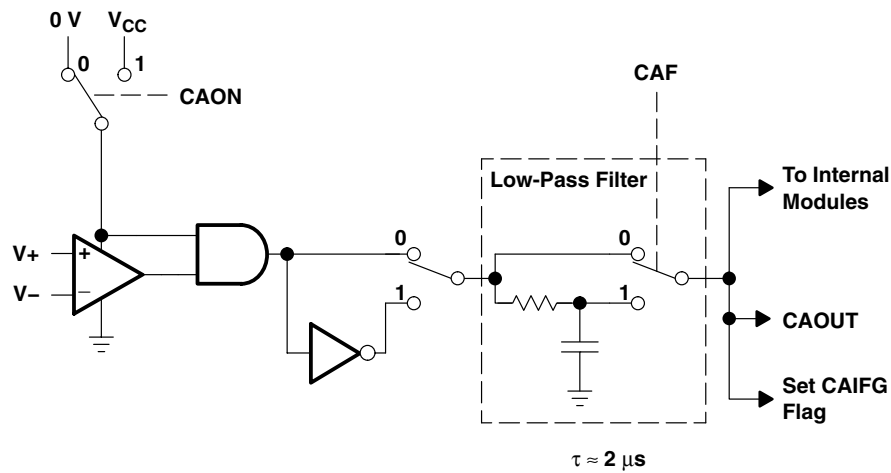 0 V V_CC
0 1
CAON
CAF
Low-Pass Filter
V+ +
V− −
0
1
0
1
To Internal
Modules
CAOUT
Set CAIFG
Flag
τ ≈ 2 μs